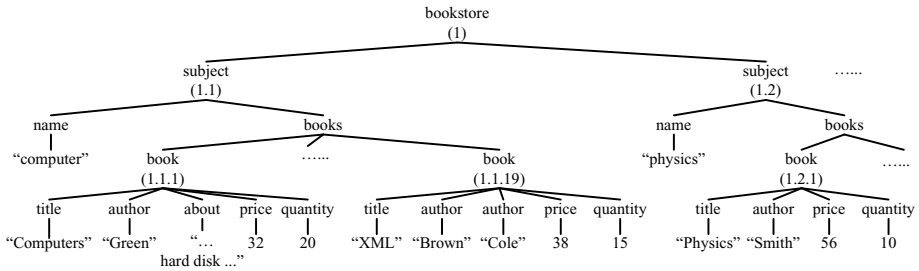 bookstore
(1)
subject subject …...
(1.1) (1.2)
name books name books
“computer” book …... book “physics” book …...
(1.1.1) (1.1.19) (1.2.1)
title author about price quantity title author author price quantity title author price quantity
“Computers” “Green” “… 32 20 “XML” “Brown” “Cole” 38 15 “Physics” “Smith” 56 10
hard disk ...”